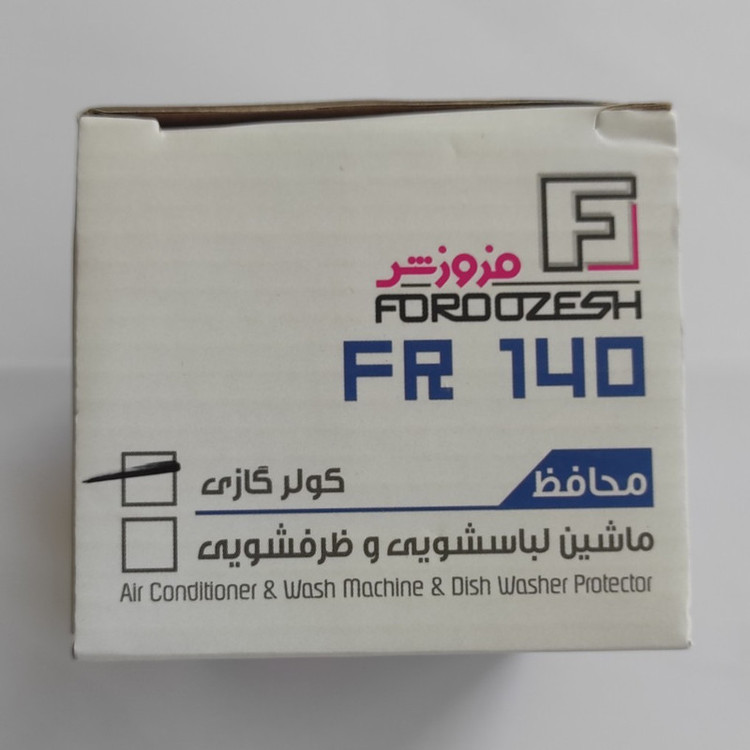 فروزش
FOROOZESH
FR 140
محافظ کولر گازی
ماشین لباسشویی و ظرفشویی
Air Conditioner & Wash Machine & Dish Washer Protector